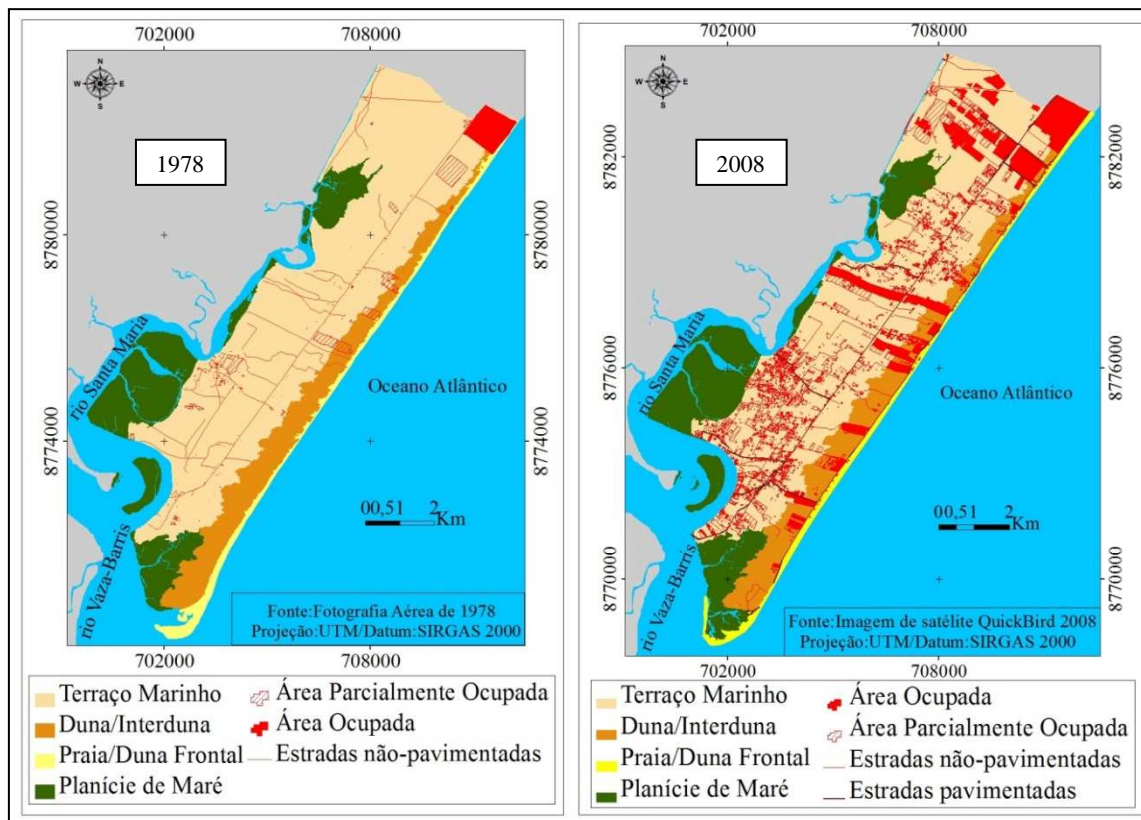 702000
708000
N
W
E
S
1978
8780000
8780000
8774000
8774000
rio Santa Maria
Oceano Atlântico
00,51 2
Km
rio Vaza-Barris
Fonte:Fotografia Aérea de 1978
Projeção:UTM/Datum:SIRGAS 2000
702000
708000
Terraço Marinho
Duna/Interduna
Praia/Duna Frontal
Planície de Maré
Área Parcialmente Ocupada
Área Ocupada
Estradas não-pavimentadas
702000
708000
N
W
E
S
2008
8782000
8782000
8776000
8776000
rio Santa Maria
Oceano Atlântico
00,51 2
Km
8770000
8770000
rio Vaza-Barris
Fonte:Imagem de satélite QuickBird 2008
Projeção:UTM/Datum:SIRGAS 2000
702000
708000
Terraço Marinho
Duna/Interduna
Praia/Duna Frontal
Planície de Maré
Área Ocupada
Área Parcialmente Ocupada
Estradas não-pavimentadas
Estradas pavimentadas